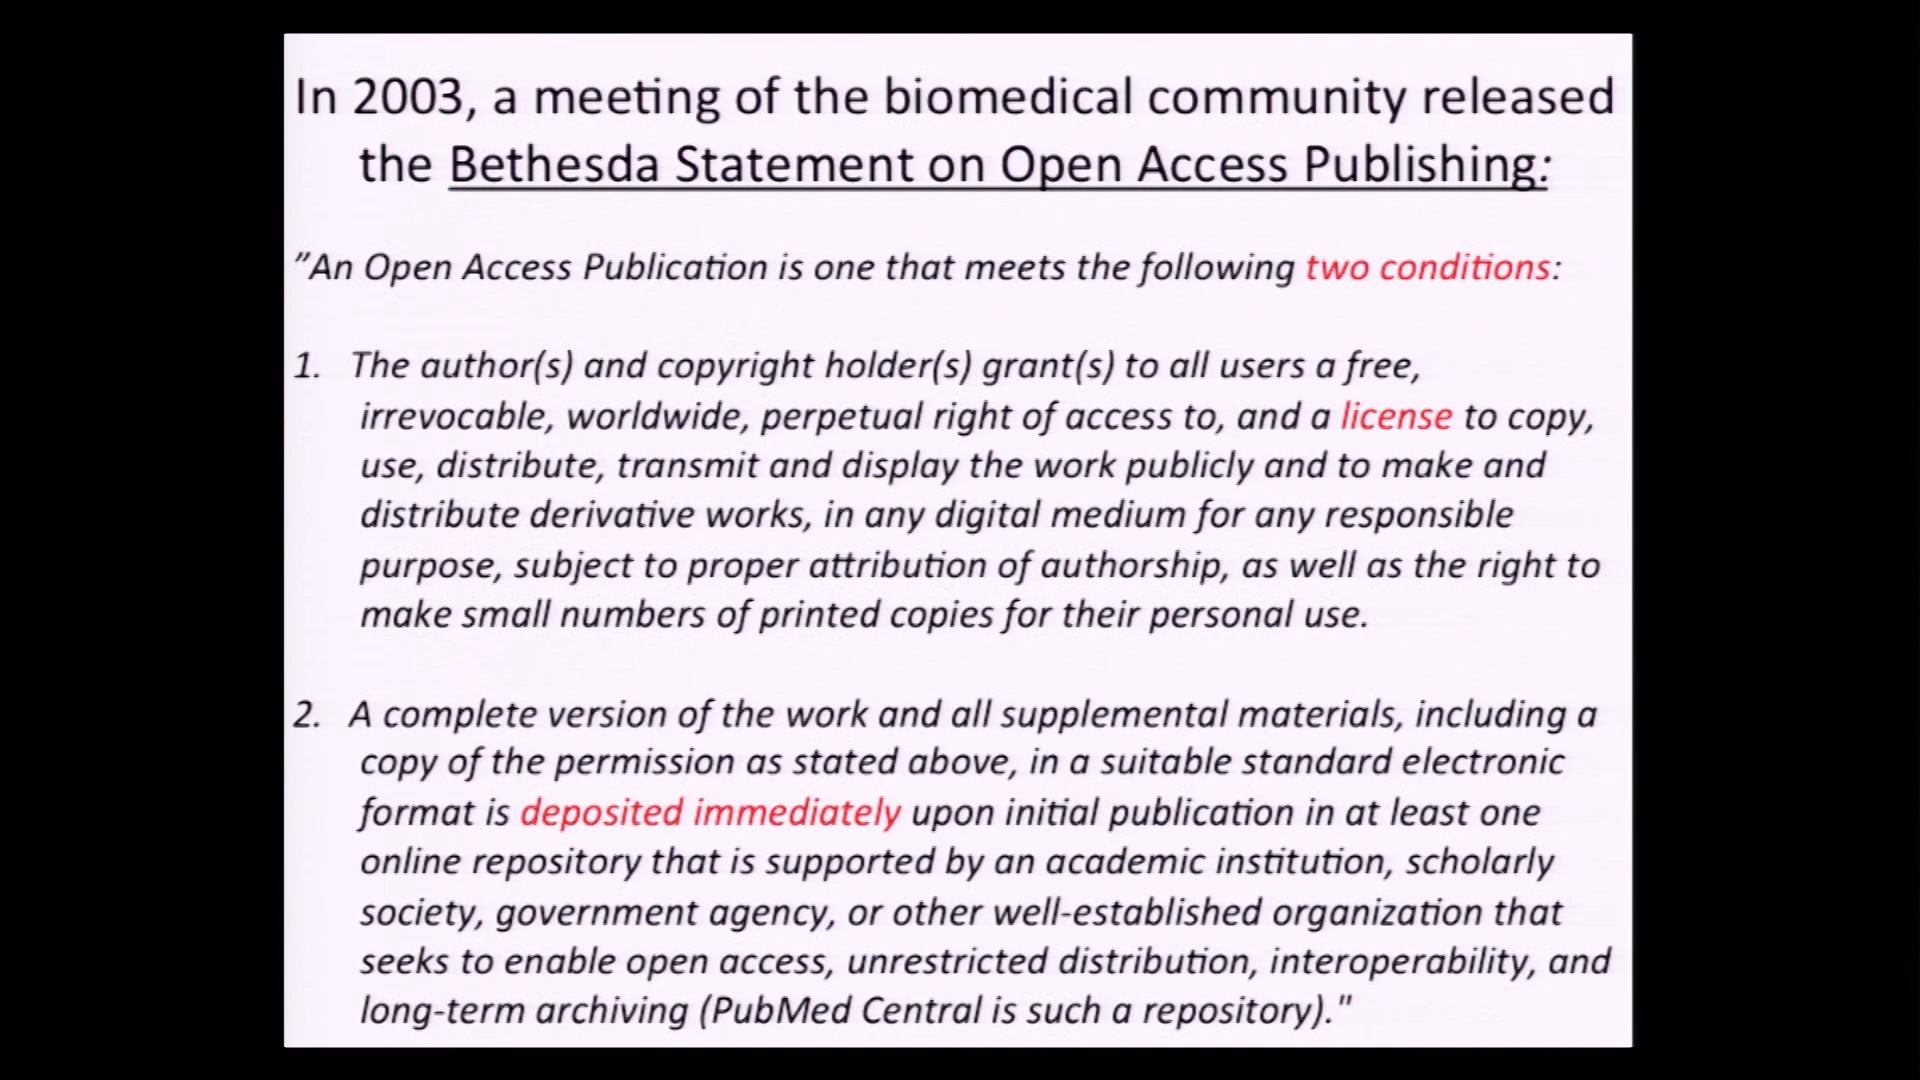 In 2003, a meeting of the biomedical community released
the Bethesda Statement on Open Access Publishing:
"An Open Access Publication is one that meets the following two conditions:
1. The author(s) and copyright holder(s) grant(s) to all users a free,
irrevocable, worldwide, perpetual right of access to, and a license to copy,
use, distribute, transmit and display the work publicly and to make and
distribute derivative works, in any digital medium for any responsible
purpose, subject to proper attribution of authorship, as well as the right to
make small numbers of printed copies for their personal use.
2. A complete version of the work and all supplemental materials, including a
copy of the permission as stated above, in a suitable standard electronic
format is deposited immediately upon initial publication in at least one
online repository that is supported by an academic institution, scholarly
society, government agency, or other well-established organization that
seeks to enable open access, unrestricted distribution, interoperability, and
long-term archiving (PubMed Central is such a repository)."